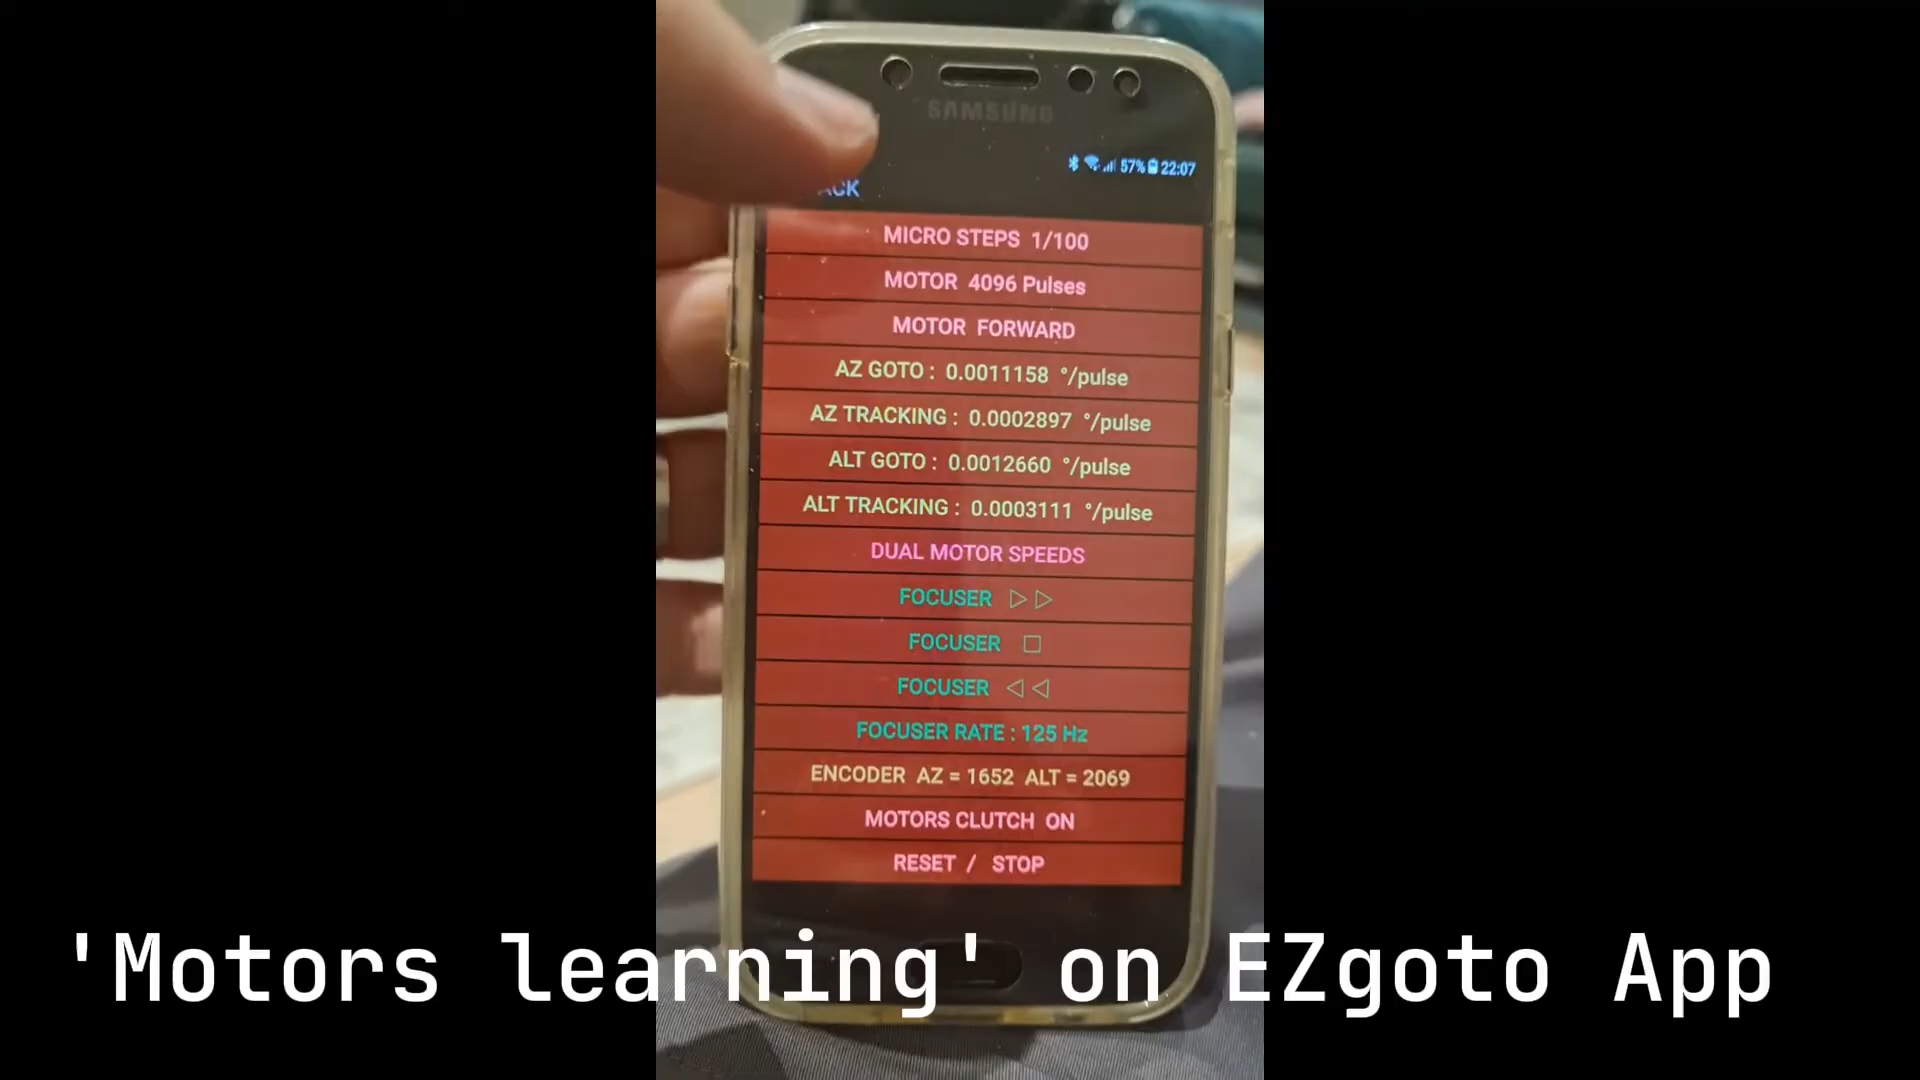 SAMSUNG
57% 22:07
MICRO STEPS 1/100
MOTOR 4096 Pulses
MOTOR FORWARD
AZ GOTO : 0.0011158 °/pulse
AZ TRACKING : 0.0002897 °/pulse
ALT GOTO : 0.0012660 °/pulse
ALT TRACKING : 0.0003111 °/pulse
DUAL MOTOR SPEEDS
FOCUSER ▷▷
FOCUSER □
FOCUSER ◁◁
FOCUSER RATE : 125 Hz
ENCODER AZ = 1652 ALT = 2069
MOTORS CLUTCH ON
RESET / STOP
'Motors learning' on EZgoto App